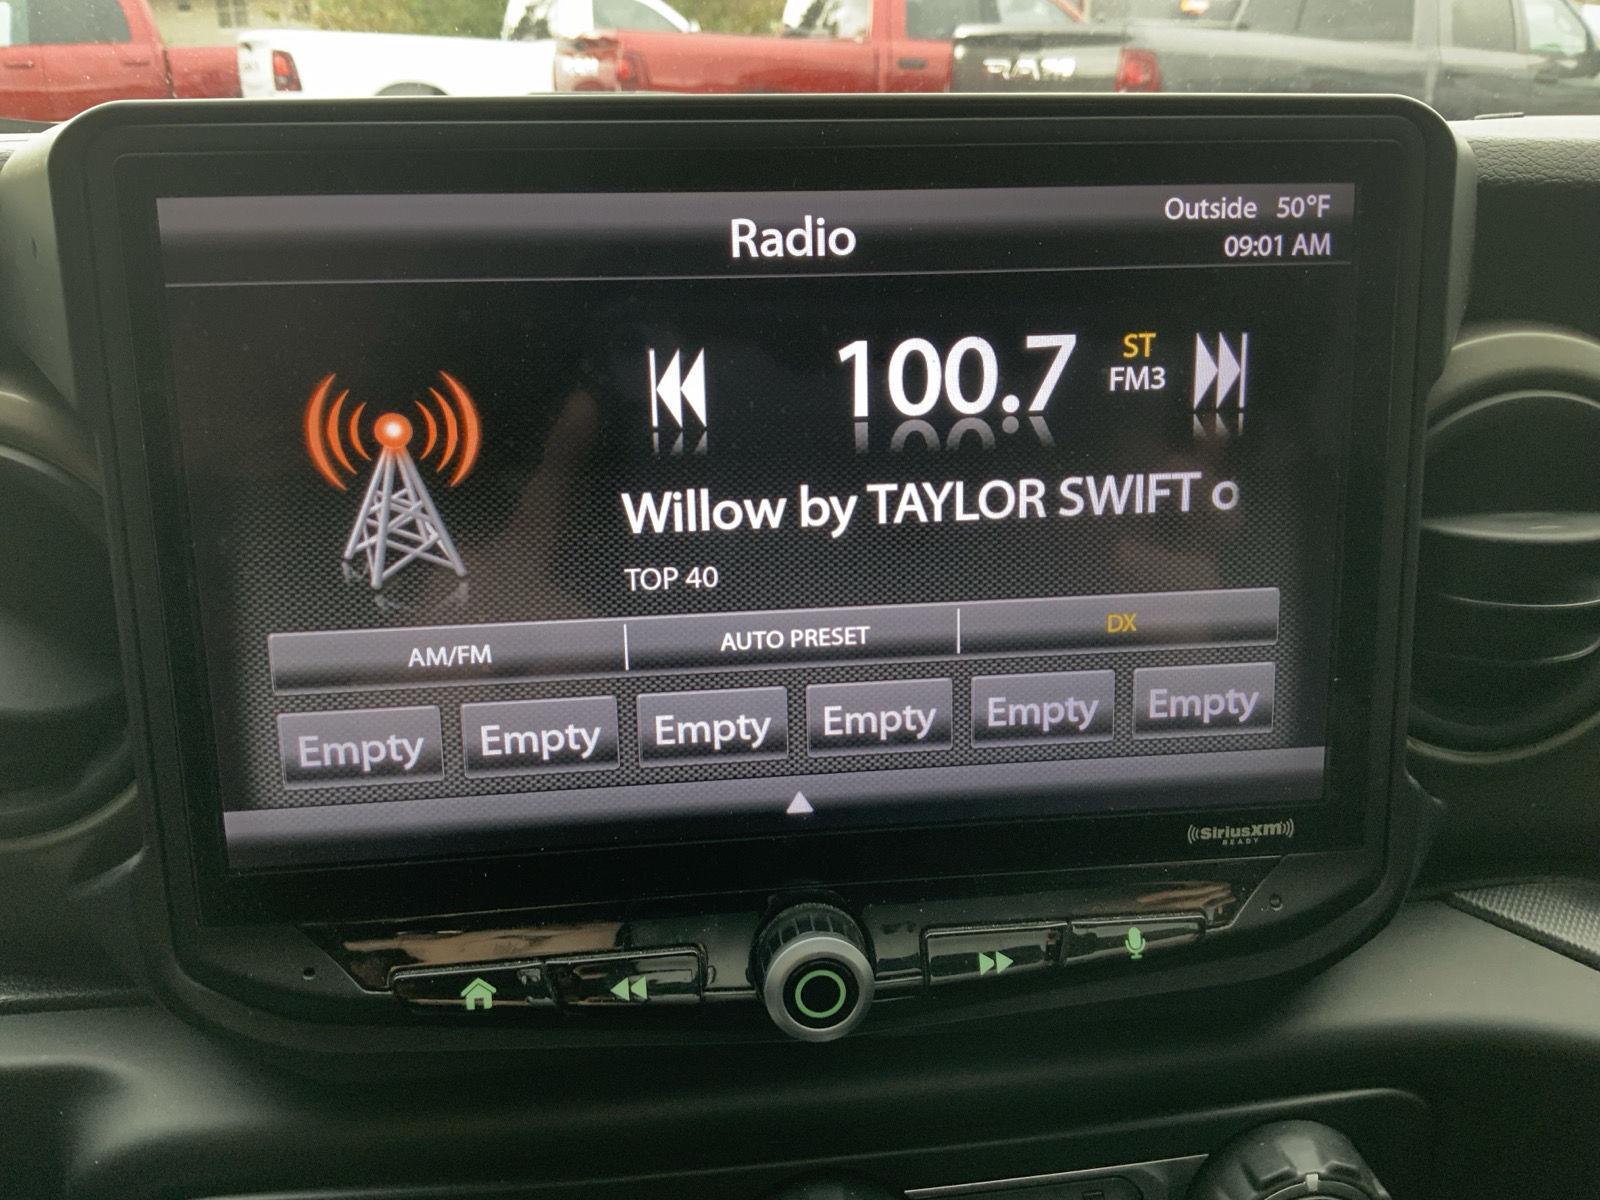 RAM
Outside 50°F
Radio
09:01 AM
100.7
ST
FM3
Willow by TAYLOR SWIFT o
TOP 40
AM/FM AUTO PRESET DX
Empty Empty Empty Empty Empty Empty
((SiriusXM))
READY